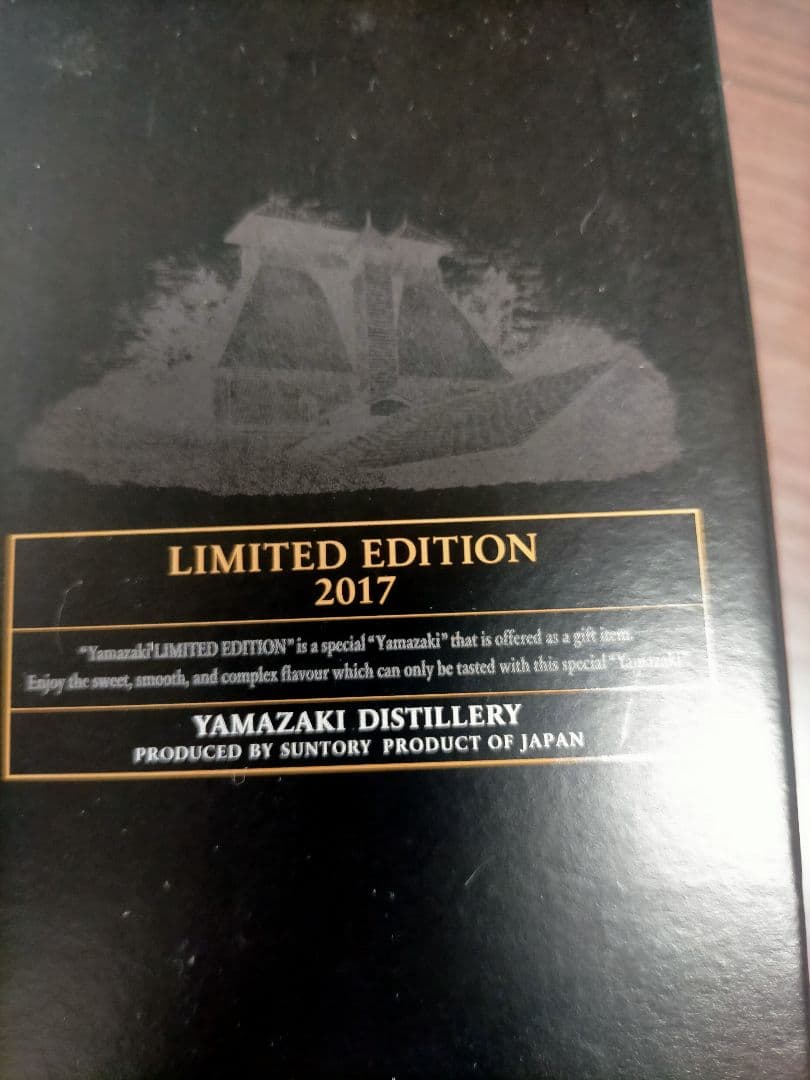 LIMITED EDITION
2017
"Yamazaki"LIMITED EDITION" is a special "Yamazaki" that is offered as a gift item.
Enjoy the sweet, smooth, and complex flavour which can only be tasted with this special "Yamazaki".
YAMAZAKI DISTILLERY
PRODUCED BY SUNTORY PRODUCT OF JAPAN